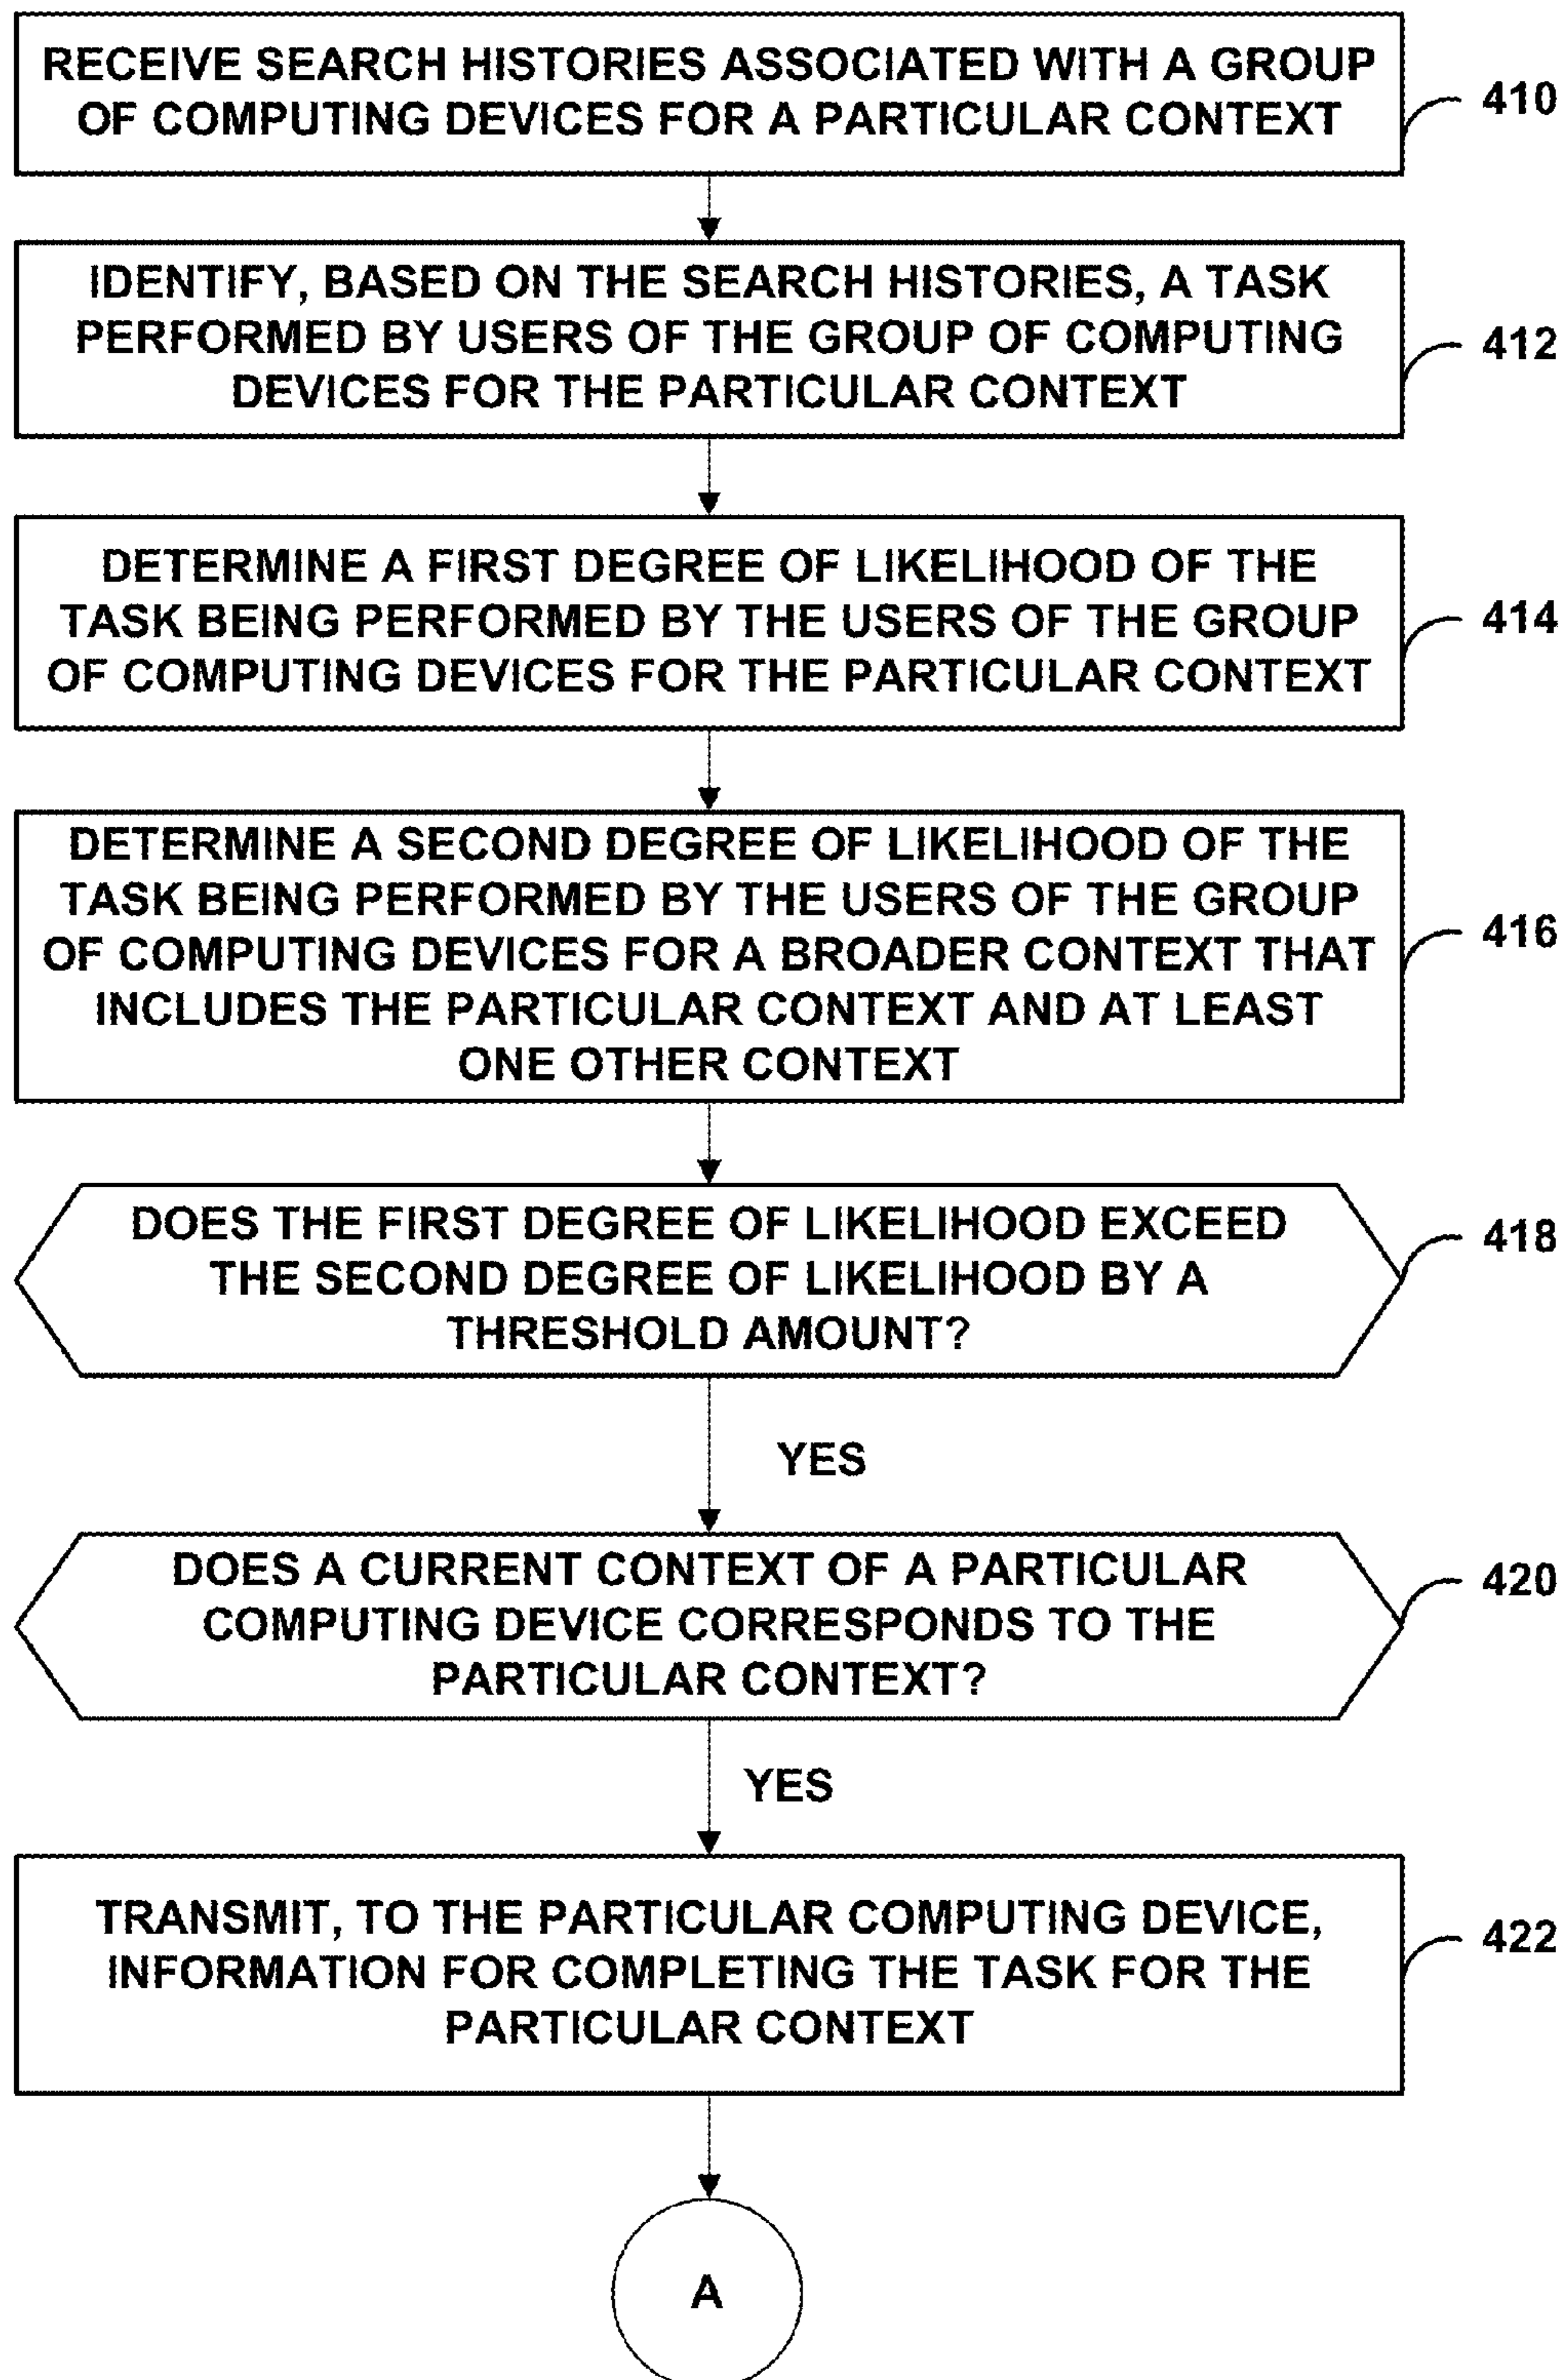 RECEIVE SEARCH HISTORIES ASSOCIATED WITH A GROUP
OF COMPUTING DEVICES FOR A PARTICULAR CONTEXT
410
IDENTIFY, BASED ON THE SEARCH HISTORIES, A TASK
PERFORMED BY USERS OF THE GROUP OF COMPUTING
DEVICES FOR THE PARTICULAR CONTEXT
412
DETERMINE A FIRST DEGREE OF LIKELIHOOD OF THE
TASK BEING PERFORMED BY THE USERS OF THE GROUP
OF COMPUTING DEVICES FOR THE PARTICULAR CONTEXT
414
DETERMINE A SECOND DEGREE OF LIKELIHOOD OF THE
TASK BEING PERFORMED BY THE USERS OF THE GROUP
OF COMPUTING DEVICES FOR A BROADER CONTEXT THAT
INCLUDES THE PARTICULAR CONTEXT AND AT LEAST
ONE OTHER CONTEXT
416
DOES THE FIRST DEGREE OF LIKELIHOOD EXCEED
THE SECOND DEGREE OF LIKELIHOOD BY A
THRESHOLD AMOUNT?
418
YES
DOES A CURRENT CONTEXT OF A PARTICULAR
COMPUTING DEVICE CORRESPONDS TO THE
PARTICULAR CONTEXT?
420
YES
TRANSMIT, TO THE PARTICULAR COMPUTING DEVICE,
INFORMATION FOR COMPLETING THE TASK FOR THE
PARTICULAR CONTEXT
422
A